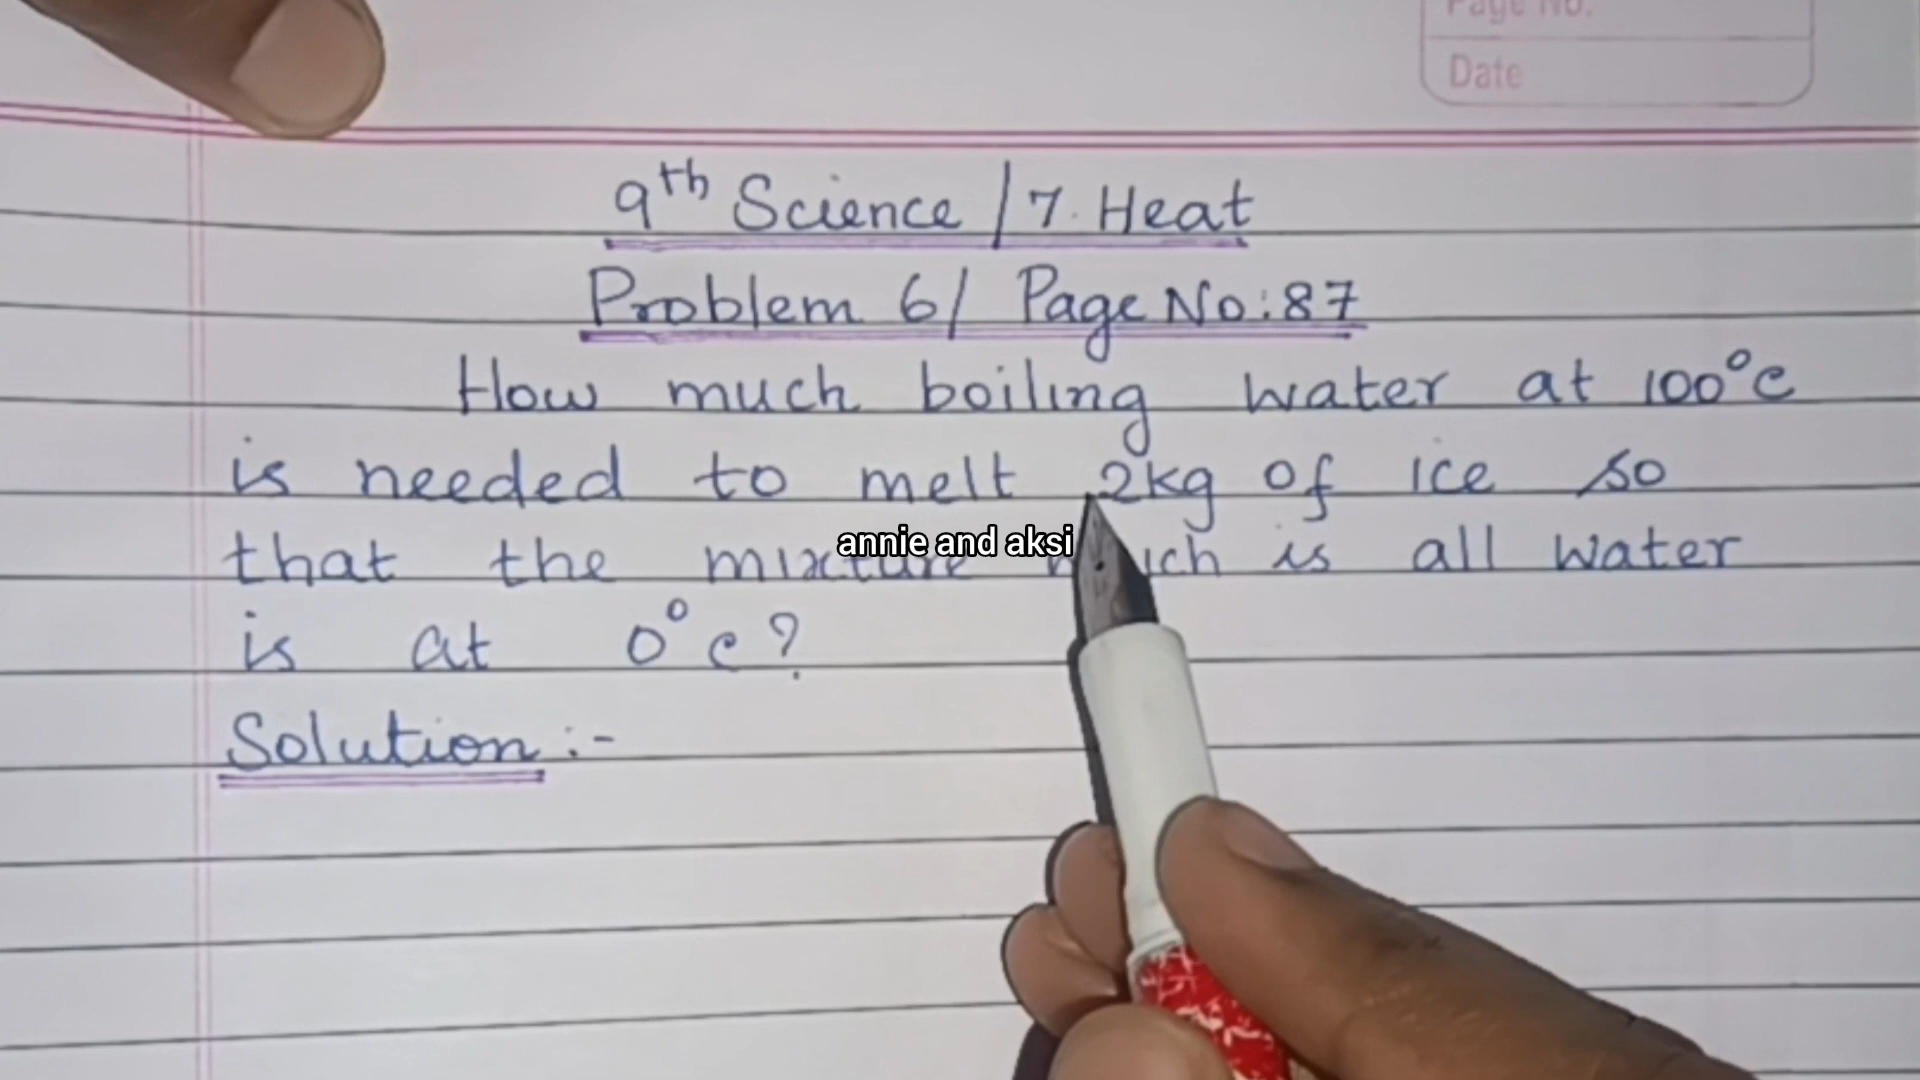 Page No.
Date
9th Science / 7. Heat
Problem 6 / Page No: 87
How much boiling water at 100°C
is needed to melt 2kg of ice so
annie and aksi
that the mixture which is all water
is at 0°c?
Solution :-